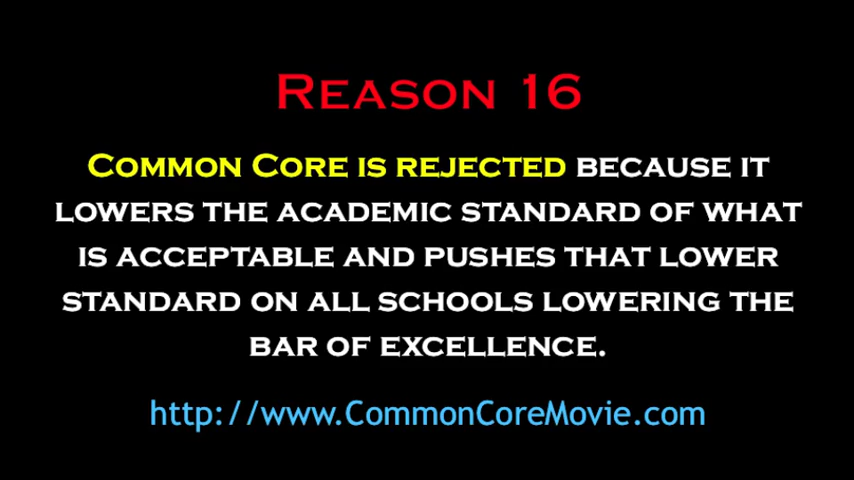 REASON 16
COMMON CORE IS REJECTED BECAUSE IT
LOWERS THE ACADEMIC STANDARD OF WHAT
IS ACCEPTABLE AND PUSHES THAT LOWER
STANDARD ON ALL SCHOOLS LOWERING THE
BAR OF EXCELLENCE.
http://www.CommonCoreMovie.com